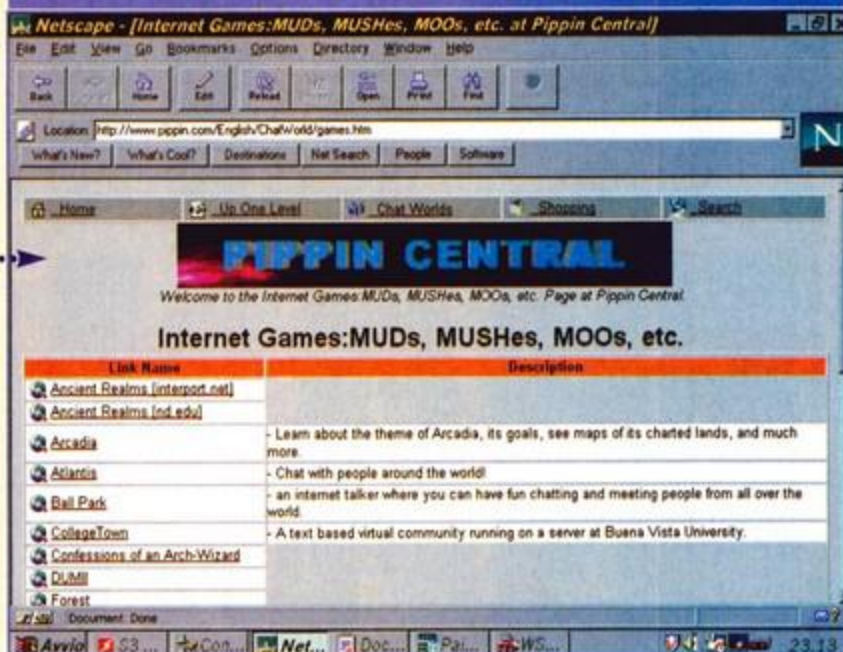 Netscape - [Internet Games:MUDs, MUSHes, MOOs, etc. at Pippin Central]
File Edit View Go Bookmarks Options Directory Window Help
Back Home Edit Reload Open Print Find
Location: http://www.pippin.com/English/ChatWorld/games.htm
N
What's New? What's Cool? Destinations Net Search People Software
Home Up One Level Chat Worlds Shopping Search
PIPPIN CENTRAL
Welcome to the Internet Games:MUDs, MUSHes, MOOs, etc. Page at Pippin Central.
Internet Games:MUDs, MUSHes, MOOs, etc.
Link Name Description
Ancient Realms [interport.net]
Ancient Realms [nd.edu]
Arcadia - Learn about the theme of Arcadia, its goals, see maps of its charted lands, and much
more.
Atlantis - Chat with people around the world!
Ball Park - an internet talker where you can have fun chatting and meeting people from all over the
world.
CollegeTown - A text based virtual community running on a server at Buena Vista University.
Confessions of an Arch-Wizard
DUMII
Forest
Document: Done
Avvio S3 ... Con... Net... Doc... Pai... WS... 23.13